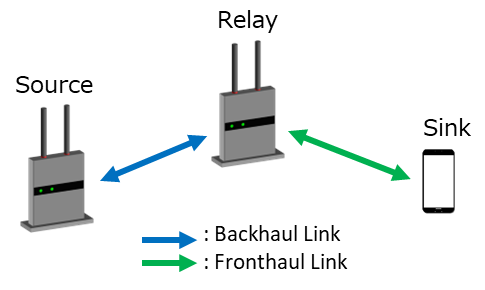 Relay
Source
Sink
: Backhaul Link
: Fronthaul Link